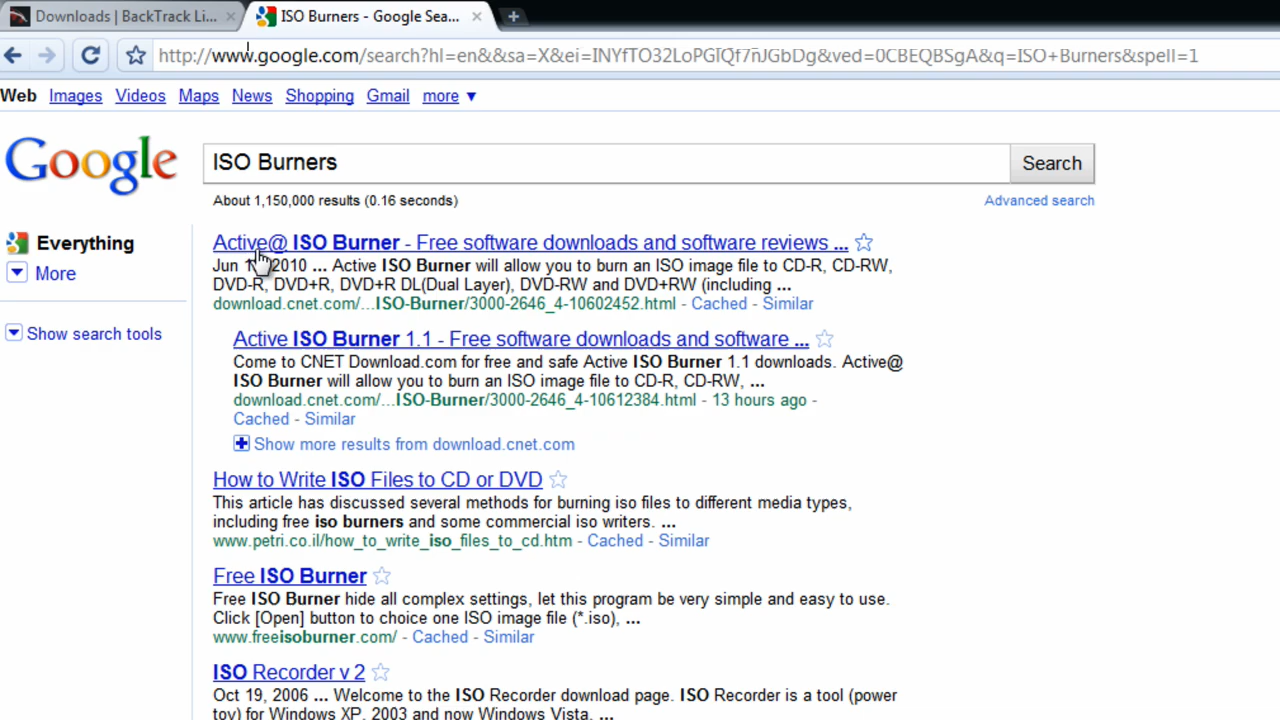 Downloads | BackTrack Li...
ISO Burners - Google Sea...
http://www.google.com/search?hl=en&&sa=X&ei=INYfTO32LoPGlQf7ñJGbDg&ved=0CBEQBSgA&q=ISO+Burners&spell=1
Web Images Videos Maps News Shopping Gmail more ▼
Google
ISO Burners
Search
About 1,150,000 results (0.16 seconds)
Advanced search
Everything
More
Show search tools
Active@ ISO Burner - Free software downloads and software reviews ...
Jun 2010 ... Active ISO Burner will allow you to burn an ISO image file to CD-R, CD-RW,
DVD-R, DVD+R, DVD+R DL(Dual Layer), DVD-RW and DVD+RW (including ...
download.cnet.com/...ISO-Burner/3000-2646_4-10602452.html - Cached - Similar
Active ISO Burner 1.1 - Free software downloads and software ...
Come to CNET Download.com for free and safe Active ISO Burner 1.1 downloads. Active@
ISO Burner will allow you to burn an ISO image file to CD-R, CD-RW, ...
download.cnet.com/...ISO-Burner/3000-2646_4-10612384.html - 13 hours ago -
Cached - Similar
Show more results from download.cnet.com
How to Write ISO Files to CD or DVD
This article has discussed several methods for burning iso files to different media types,
including free iso burners and some commercial iso writers. ...
www.petri.co.il/how_to_write_iso_files_to_cd.htm - Cached - Similar
Free ISO Burner
Free ISO Burner hide all complex settings, let this program be very simple and easy to use.
Click [Open] button to choice one ISO image file (*.iso), ...
www.freeisoburner.com/ - Cached - Similar
ISO Recorder v 2
Oct 19, 2006 ... Welcome to the ISO Recorder download page. ISO Recorder is a tool (power
toy) for Windows XP, 2003 and now Windows Vista. ...